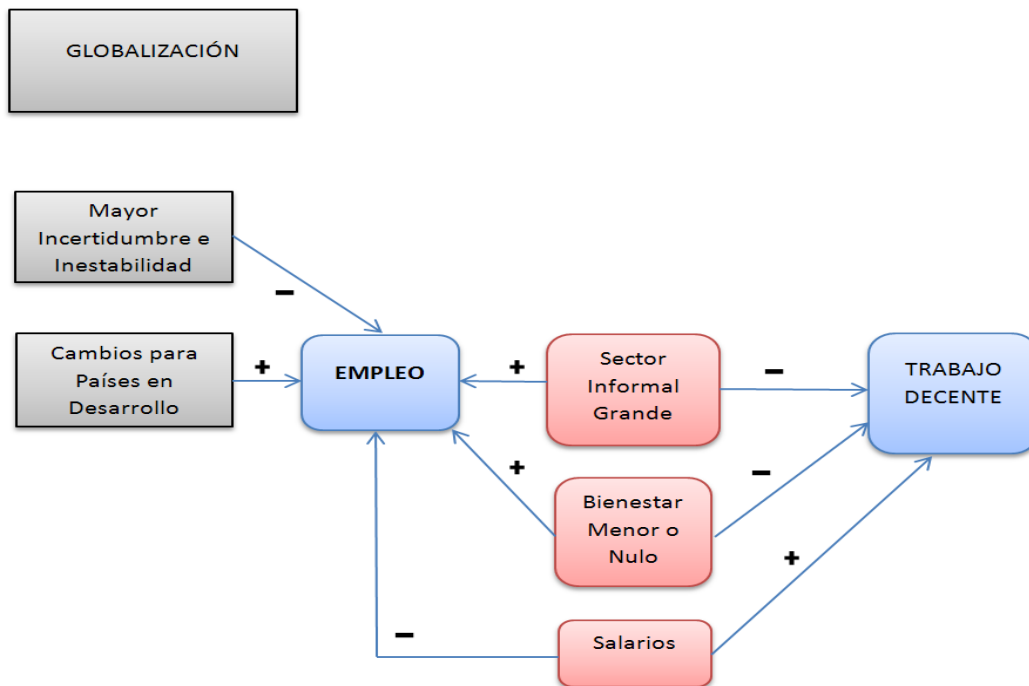 GLOBALIZACIÓN
Mayor
Incertidumbre e
Inestabilidad
–
Cambios para
Países en
Desarrollo
+
EMPLEO
+
Sector
Informal
Grande
–
TRABAJO
DECENTE
+
Bienestar
Menor o
Nulo
–
+
–
Salarios